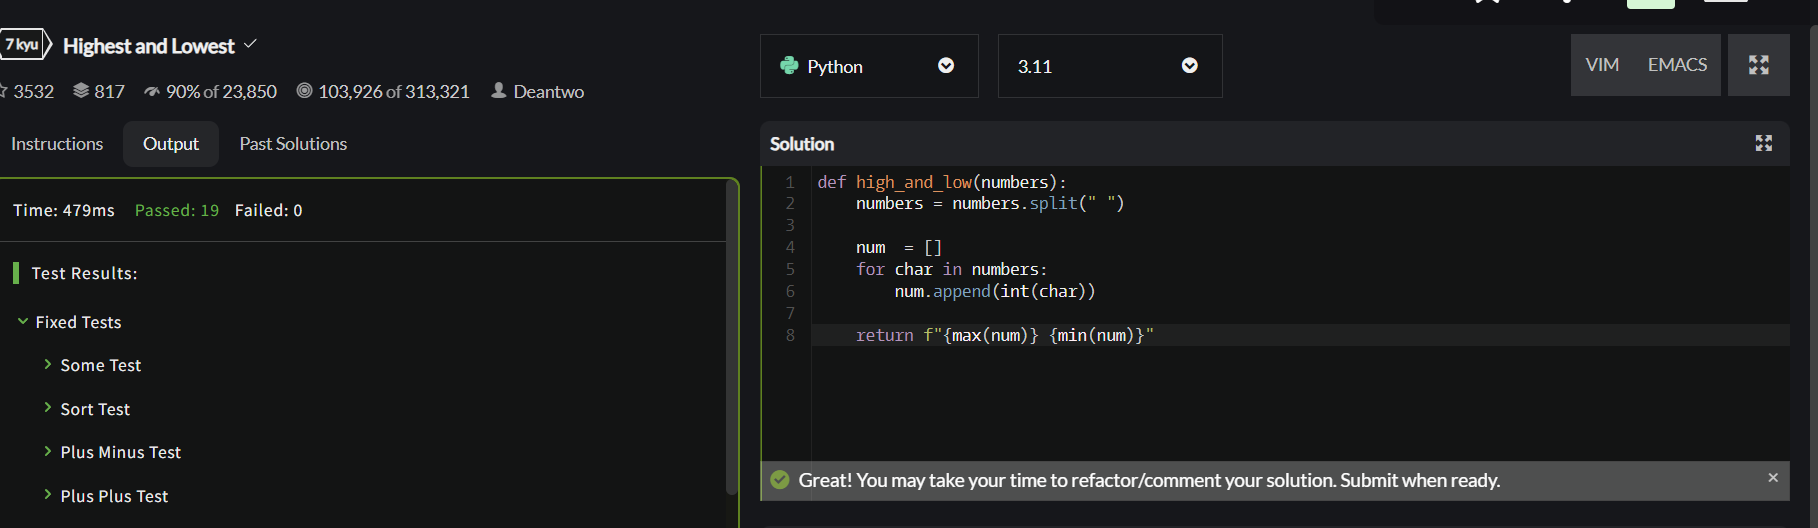 7 kyu Highest and Lowest
3532 817 90% of 23,850 103,926 of 313,321 Deantwo
Instructions Output Past Solutions
Time: 479ms Passed: 19 Failed: 0
Test Results:
Fixed Tests
Some Test
Sort Test
Plus Minus Test
Plus Plus Test
Python 3.11 VIM EMACS
Solution
1 def high_and_low(numbers):
2     numbers = numbers.split(" ")
3
4     num  = []
5     for char in numbers:
6         num.append(int(char))
7
8     return f"{max(num)} {min(num)}"
Great! You may take your time to refactor/comment your solution. Submit when ready.